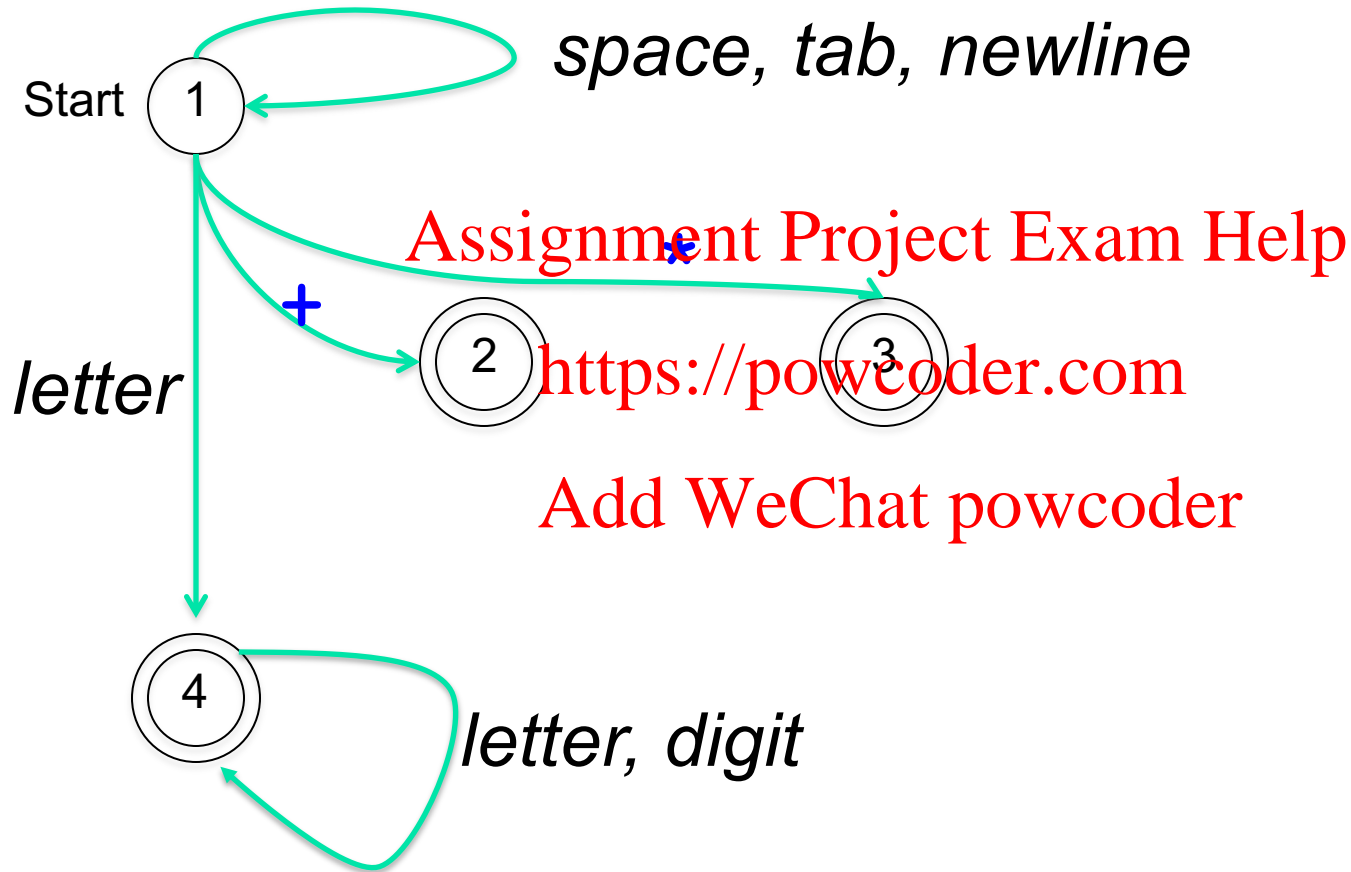 space, tab, newline
Start 1
Assignment Project Exam Help
*
+
2 3
https://powcoder.com
letter
Add WeChat powcoder
4
letter, digit